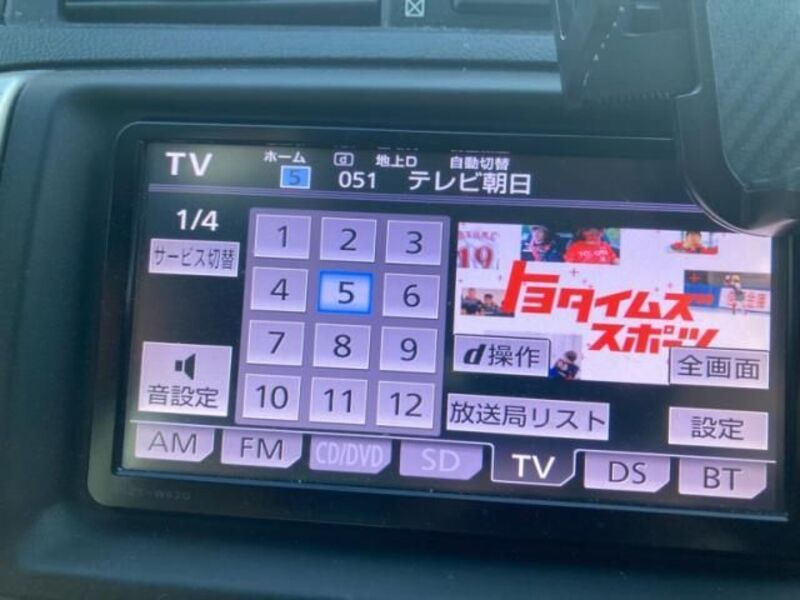 TV ホーム d 地上D 自動切替
5 051 テレビ朝日
1/4
サービス切替
1 2 3
4 5 6
7 8 9
10 11 12
19
トヨタイムズ
スポーツ
d操作
全画面
音設定
放送局リスト
設定
AM FM CD/DVD SD TV DS BT